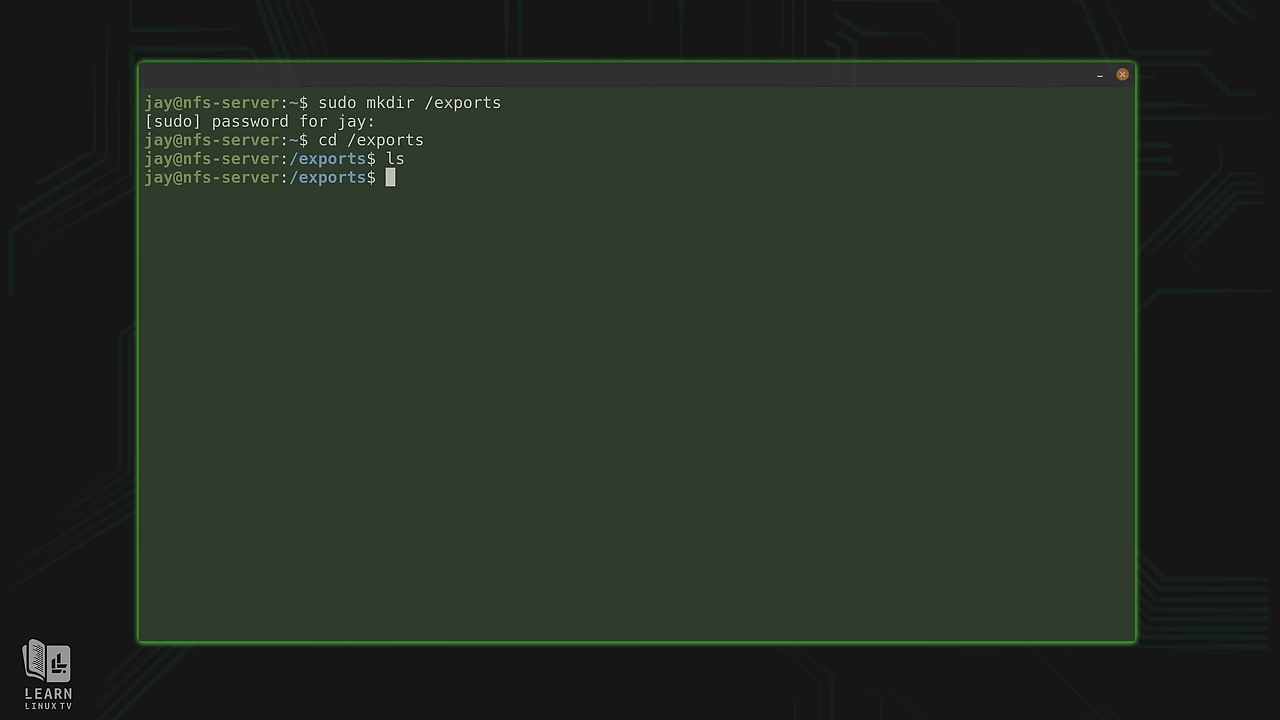 jay@nfs-server:~$ sudo mkdir /exports
[sudo] password for jay:
jay@nfs-server:~$ cd /exports
jay@nfs-server:/exports$ ls
jay@nfs-server:/exports$
LEARN
LINUX TV